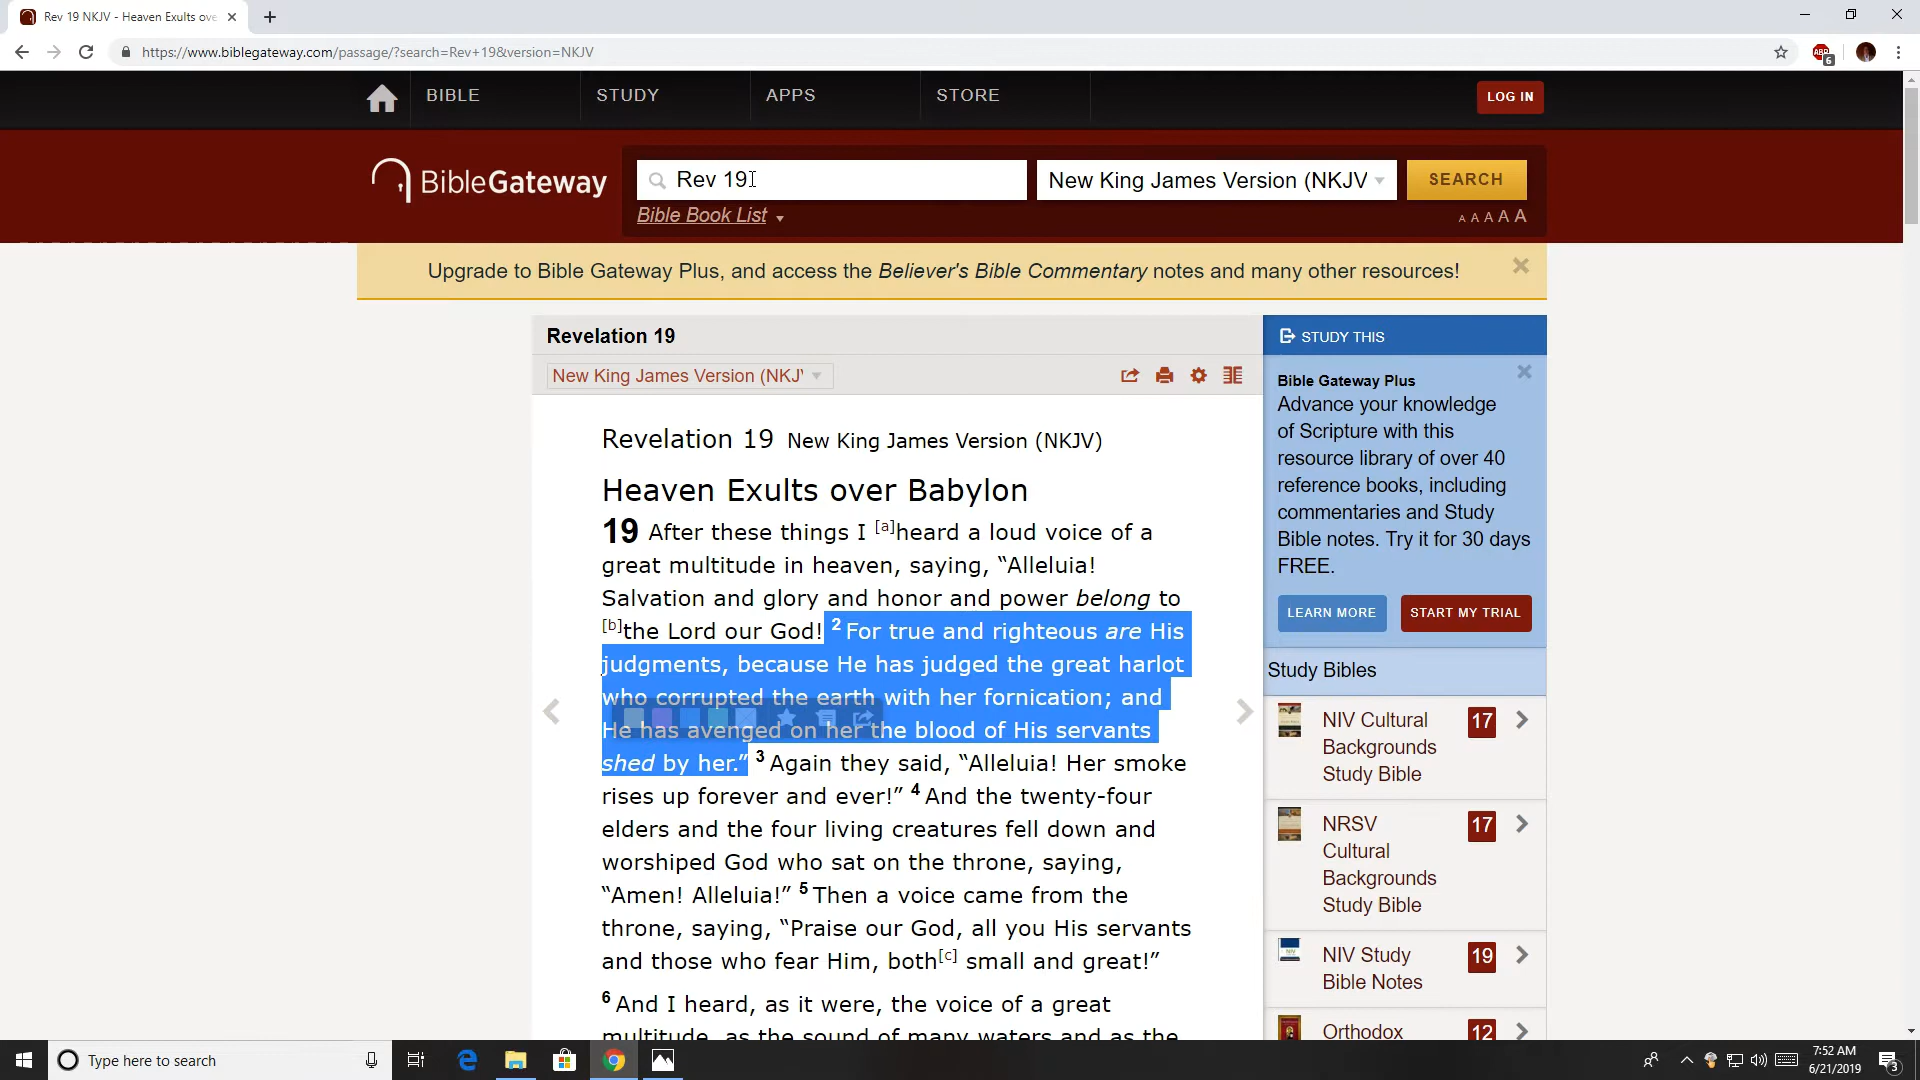 Rev 19 NKJV - Heaven Exults ove
https://www.biblegateway.com/passage/?search=Rev+19&version=NKJV
ABP
6
BIBLE
STUDY
APPS
STORE
LOG IN
BibleGateway
Rev 19
New King James Version (NKJV
SEARCH
Bible Book List
A A A A A
Upgrade to Bible Gateway Plus, and access the Believer's Bible Commentary notes and many other resources!
Revelation 19
New King James Version (NKJV
Revelation 19 New King James Version (NKJV)
Heaven Exults over Babylon
19 After these things I [a]heard a loud voice of a
great multitude in heaven, saying, “Alleluia!
Salvation and glory and honor and power belong to
[b]the Lord our God! 2 For true and righteous are His
judgments, because He has judged the great harlot
who corrupted the earth with her fornication; and
He has avenged on her the blood of His servants
shed by her.” 3 Again they said, “Alleluia! Her smoke
rises up forever and ever!” 4 And the twenty-four
elders and the four living creatures fell down and
worshiped God who sat on the throne, saying,
“Amen! Alleluia!” 5 Then a voice came from the
throne, saying, “Praise our God, all you His servants
and those who fear Him, both[c] small and great!”
6 And I heard, as it were, the voice of a great
multitude, as the sound of many waters and as the
STUDY THIS
Bible Gateway Plus
Advance your knowledge
of Scripture with this
resource library of over 40
reference books, including
commentaries and Study
Bible notes. Try it for 30 days
FREE.
LEARN MORE
START MY TRIAL
Study Bibles
NIV Cultural
Backgrounds
Study Bible
17
NRSV
Cultural
Backgrounds
Study Bible
17
NIV Study
Bible Notes
19
Orthodox
12
Type here to search
7:52 AM
6/21/2019
3